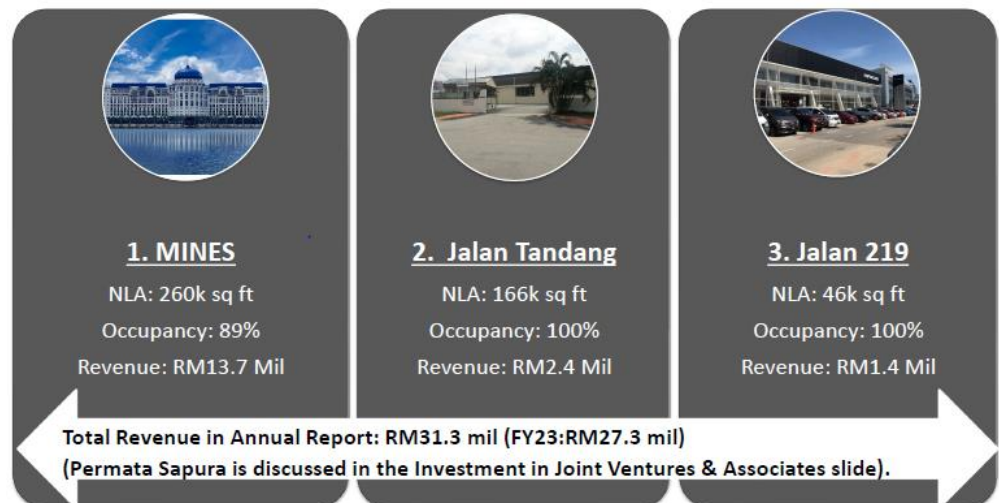 1. MINES
NLA: 260k sq ft
Occupancy: 89%
Revenue: RM13.7 Mil
2. Jalan Tandang
NLA: 166k sq ft
Occupancy: 100%
Revenue: RM2.4 Mil
3. Jalan 219
NLA: 46k sq ft
Occupancy: 100%
Revenue: RM1.4 Mil
Total Revenue in Annual Report: RM31.3 mil (FY23:RM27.3 mil)
(Permata Sapura is discussed in the Investment in Joint Ventures & Associates slide).